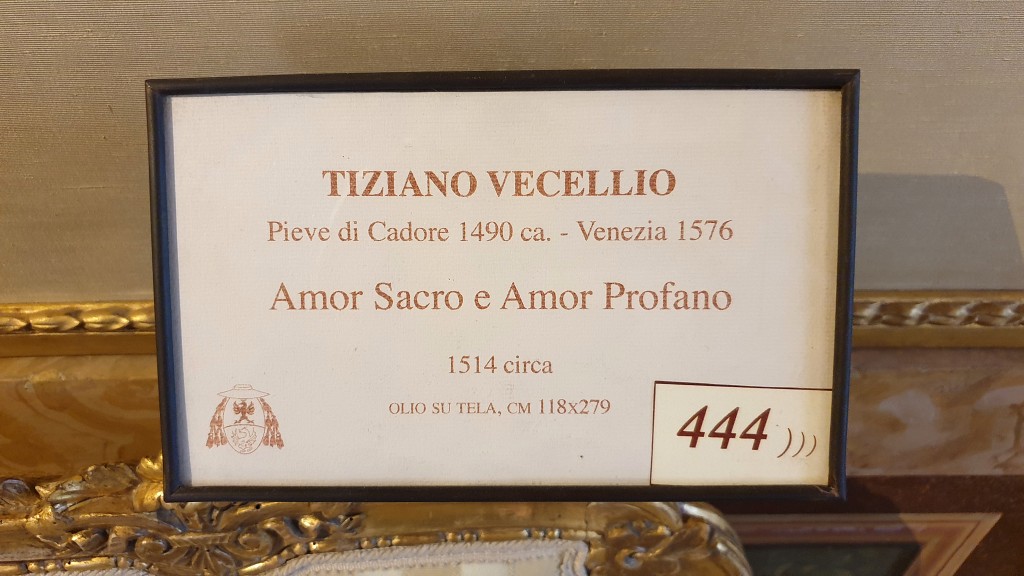 TIZIANO VECELLIO
Pieve di Cadore 1490 ca. - Venezia 1576
Amor Sacro e Amor Profano
1514 circa
OLIO SU TELA, CM 118x279
444 )))